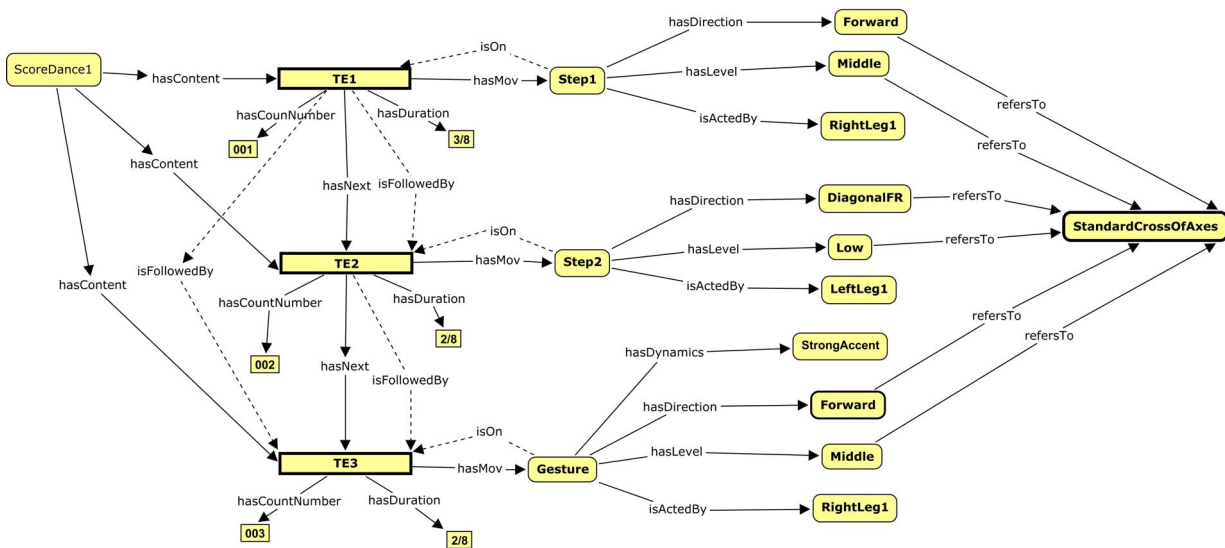 Forward
isOn
hasDirection
ScoreDance1
hasContent
TE1
hasMov
Step1
hasLevel
Middle
hasCounNumber
hasDuration
isActedBy
RightLeg1
refersTo
001
3/8
refersTo
hasContent
hasNext
isFollowedBy
hasDirection
DiagonalFR
refersTo
isOn
StandardCrossOfAxes
isFollowedBy
TE2
hasMov
Step2
hasLevel
Low
refersTo
hasContent
hasCountNumber
hasDuration
isActedBy
LeftLeg1
002
2/8
refersTo
hasNext
isFollowedBy
hasDynamics
StrongAccent
refersTo
hasDirection
Forward
isOn
TE3
hasMov
Gesture
hasLevel
Middle
hasCountNumber
hasDuration
isActedBy
RightLeg1
003
2/8